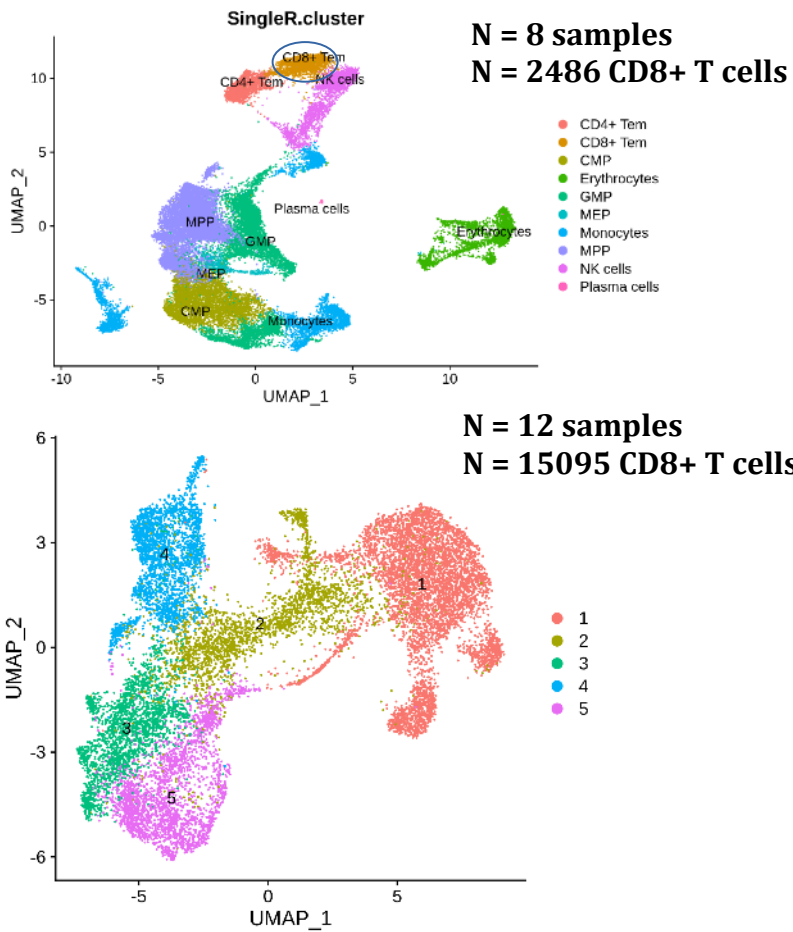 SingleR.cluster
N = 8 samples
N = 2486 CD8+ T cells
CD8+ Tem
CD4+ Tem
NK cells
Plasma cells
MPP
GMP
Erythrocytes
MEP
CMP
Monocytes
10
5
0
-5
UMAP_2
-10
-5
0
5
10
UMAP_1
CD4+ Tem
CD8+ Tem
CMP
Erythrocytes
GMP
MEP
Monocytes
MPP
NK cells
Plasma cells
N = 12 samples
N = 15095 CD8+ T cells
6
3
0
-3
-6
UMAP_2
4
1
2
3
5
-5
0
5
UMAP_1
1
2
3
4
5